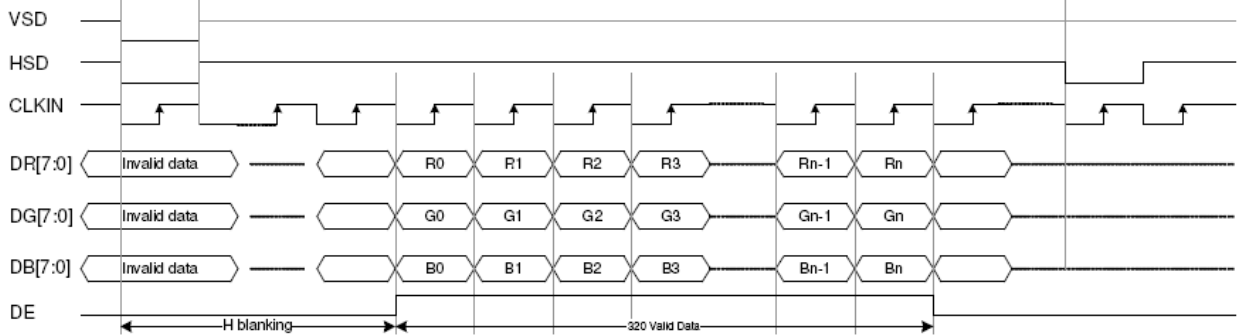 VSD
HSD
CLKIN
DR[7:0] Invalid data R0 R1 R2 R3 Rn-1 Rn
DG[7:0] Invalid data G0 G1 G2 G3 Gn-1 Gn
DB[7:0] Invalid data B0 B1 B2 B3 Bn-1 Bn
DE
H blanking 320 Valid Data